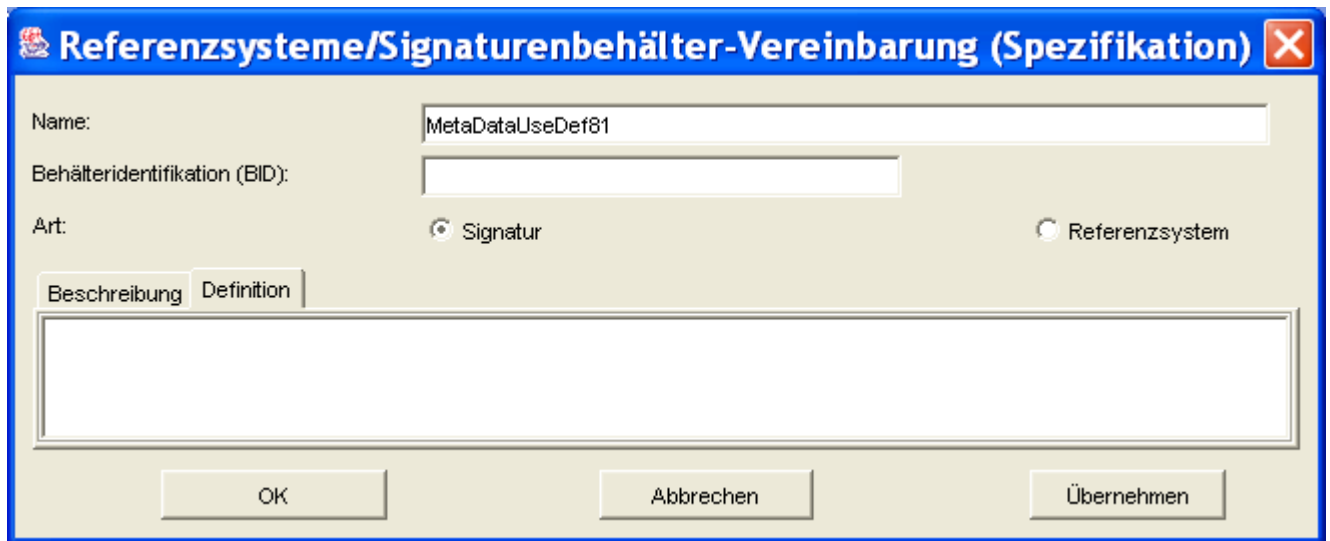 Referenzsysteme/Signaturenbehälter-Vereinbarung (Spezifikation)
Name: MetaDataUseDef81
Behälteridentifikation (BID):
Art: Signatur Referenzsystem
Beschreibung Definition
OK Abbrechen Übernehmen